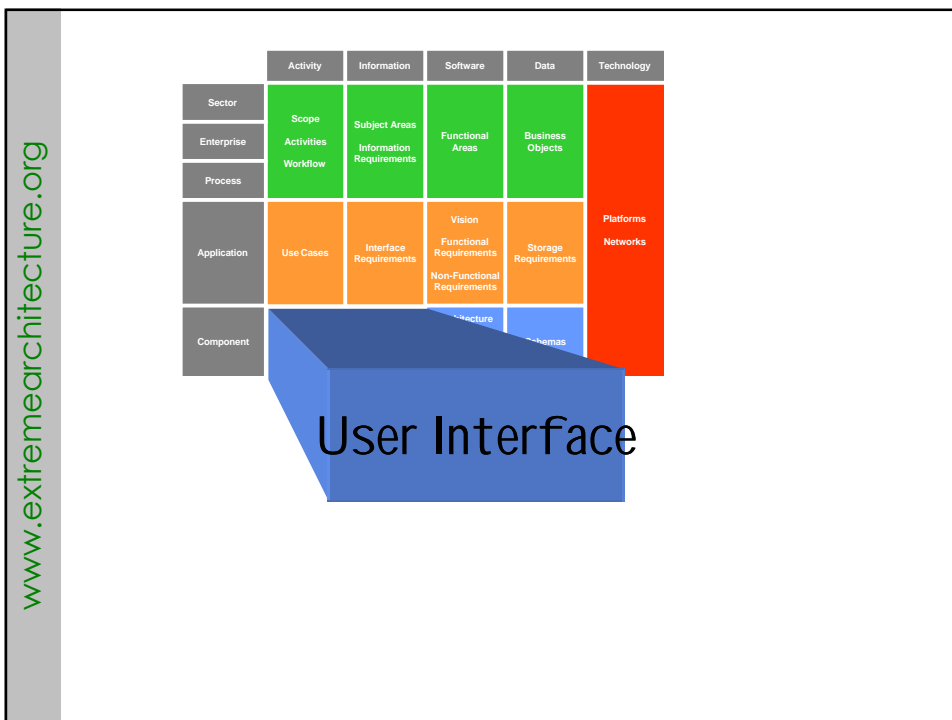 www.extremearchitecture.org
Activity
Information
Software
Data
Technology
Sector
Enterprise
Process
Scope
Activities
Workflow
Subject Areas
Information
Requirements
Functional
Areas
Business
Objects
Platforms
Networks
Application
Use Cases
Interface
Requirements
Vision
Functional
Requirements
Non-Functional
Requirements
Storage
Requirements
Component
User Interface